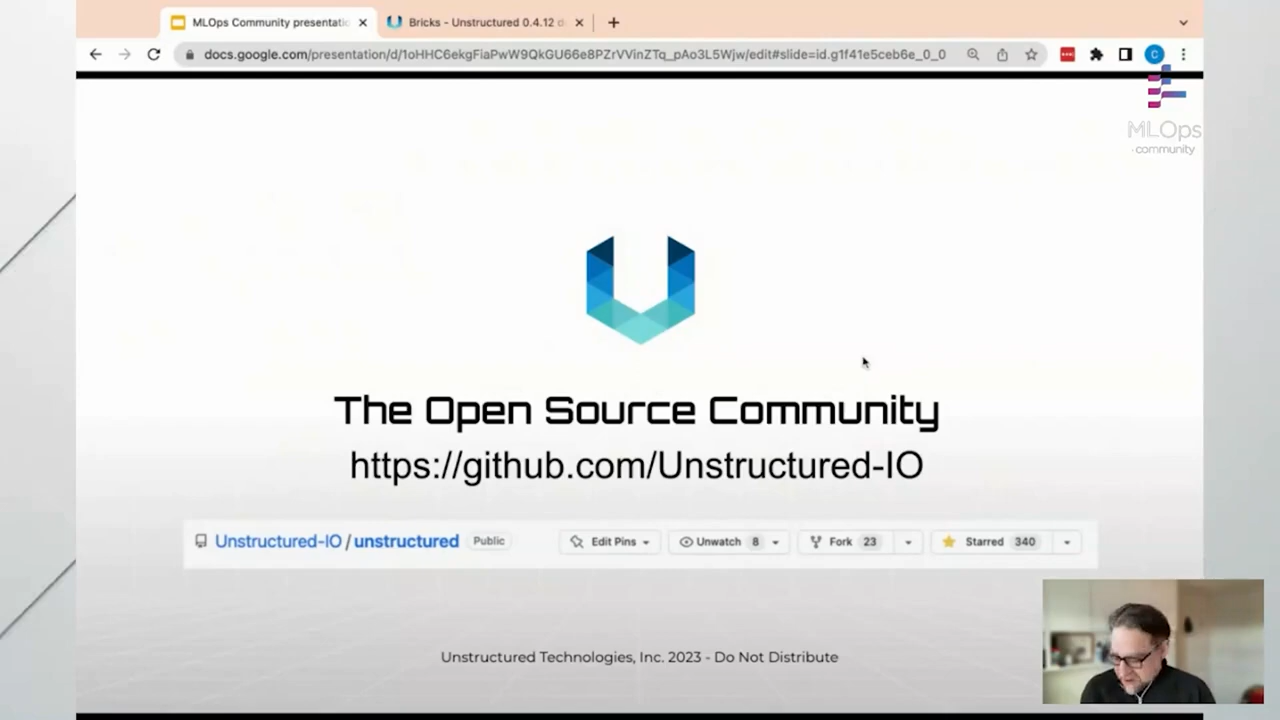 MLOps Community presentatio
Bricks - Unstructured 0.4.12 d
docs.google.com/presentation/d/1oHHC6ekgFiaPwW9QkGU66e8PZrVVinZTq_pAo3L5Wjw/edit#slide=id.g1f41e5ceb6e_0_0
C
MLOps
community
The Open Source Community
https://github.com/Unstructured-IO
Unstructured-IO / unstructured Public Edit Pins Unwatch 8 Fork 23 Starred 340
Unstructured Technologies, Inc. 2023 - Do Not Distribute